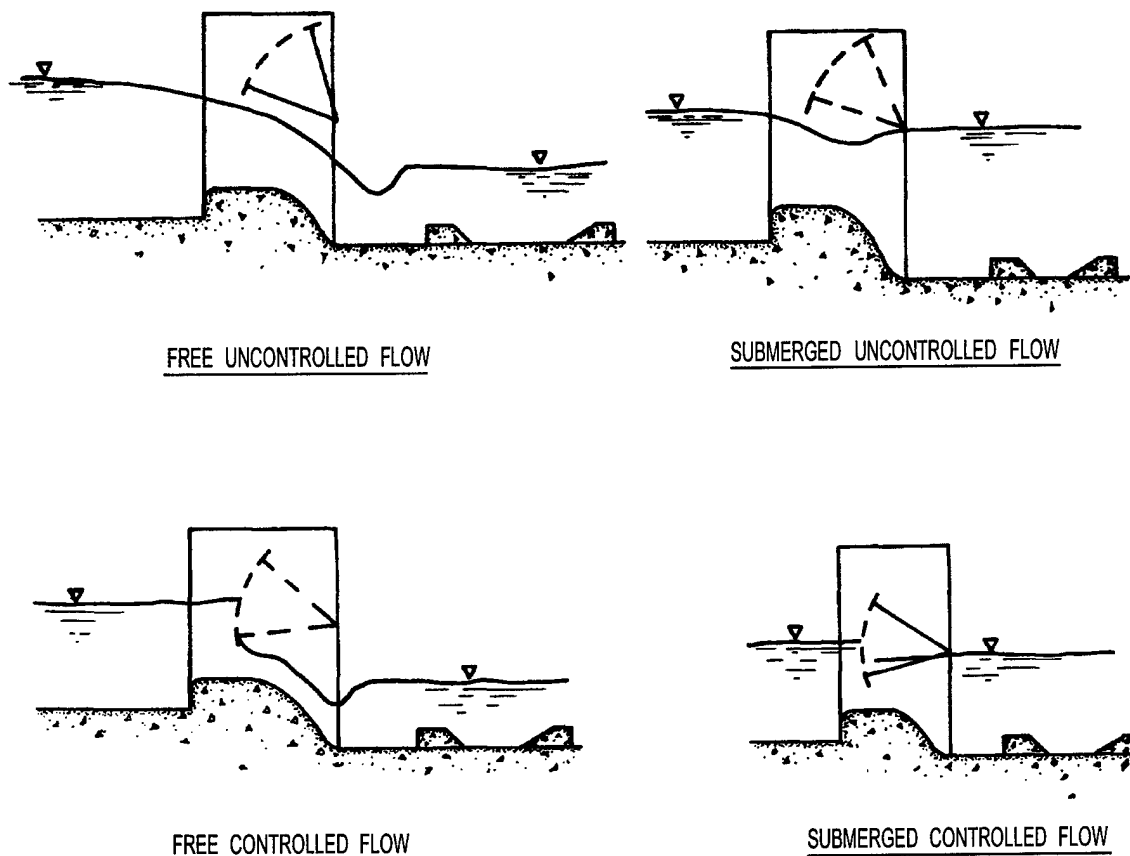 FREE UNCONTROLLED FLOW
SUBMERGED UNCONTROLLED FLOW
FREE CONTROLLED FLOW
SUBMERGED CONTROLLED FLOW